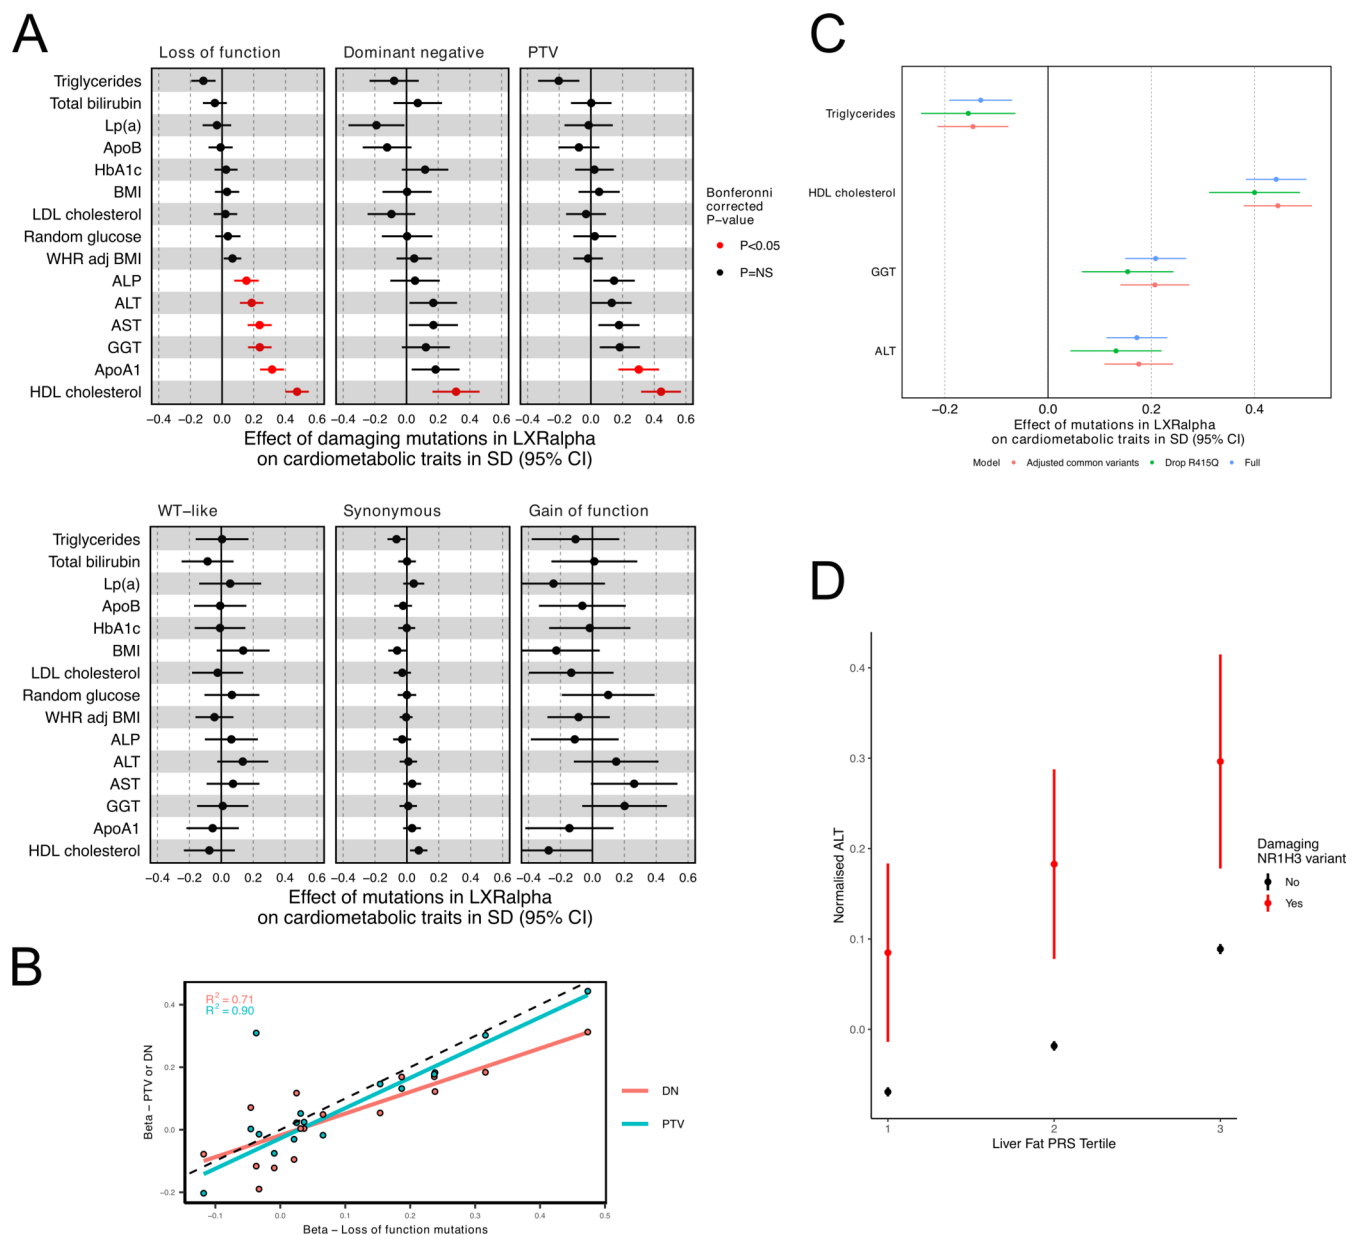 A
Loss of function
Dominant negative
PTV
Triglycerides
Total bilirubin
Lp(a)
ApoB
HbA1c
BMI
LDL cholesterol
Random glucose
WHR adj BMI
ALP
ALT
AST
GGT
ApoA1
HDL cholesterol
−0.4 −0.2 0.0 0.2 0.4 0.6 −0.4 −0.2 0.0 0.2 0.4 0.6 −0.4 −0.2 0.0 0.2 0.4 0.6
Effect of damaging mutations in LXRalpha
on cardiometabolic traits in SD (95% CI)
Bonferonni
corrected
P−value
P<0.05
P=NS
WT−like
Synonymous
Gain of function
Triglycerides
Total bilirubin
Lp(a)
ApoB
HbA1c
BMI
LDL cholesterol
Random glucose
WHR adj BMI
ALP
ALT
AST
GGT
ApoA1
HDL cholesterol
−0.4 −0.2 0.0 0.2 0.4 0.6 −0.4 −0.2 0.0 0.2 0.4 0.6 −0.4 −0.2 0.0 0.2 0.4 0.6
Effect of mutations in LXRalpha
on cardiometabolic traits in SD (95% CI)
B
R² = 0.71
R² = 0.90
0.4
0.2
0.0
−0.2
Beta − PTV or DN
−0.1 0.0 0.1 0.2 0.3 0.4 0.5
Beta − Loss of function mutations
DN
PTV
C
Triglycerides
HDL cholesterol
GGT
ALT
−0.2 0.0 0.2 0.4
Effect of mutations in LXRalpha
on cardiometabolic traits in SD (95% CI)
Model Adjusted common variants Drop R415Q Full
D
0.4
0.3
0.2
0.1
0.0
Normalised ALT
1 2 3
Liver Fat PRS Tertile
Damaging
NR1H3 variant
No
Yes